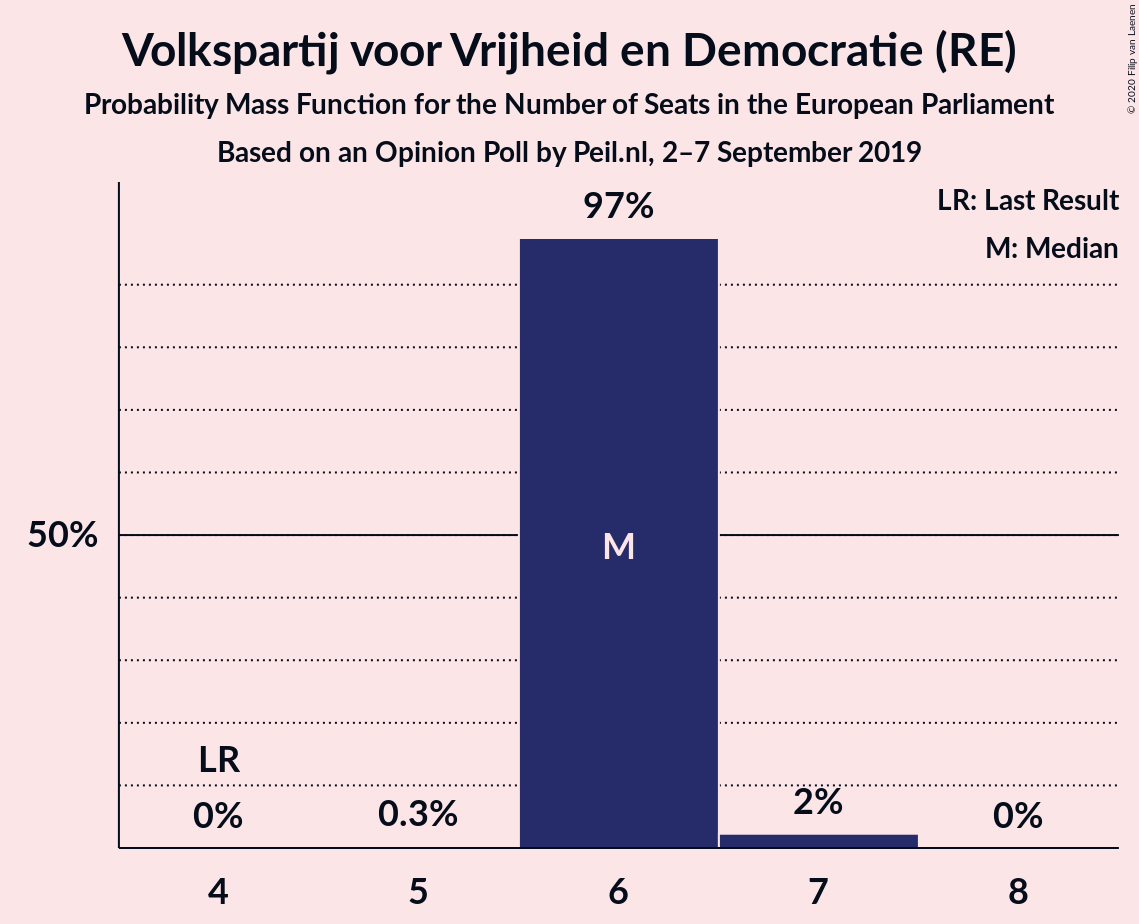 Volkspartij voor Vrijheid en Democratie (RE)
Probability Mass Function for the Number of Seats in the European Parliament
Based on an Opinion Poll by Peil.nl, 2–7 September 2019
© 2020 Filip van Laenen
LR: Last Result
M: Median
97%
50%
M
LR
0%
0.3%
2%
0%
4
5
6
7
8